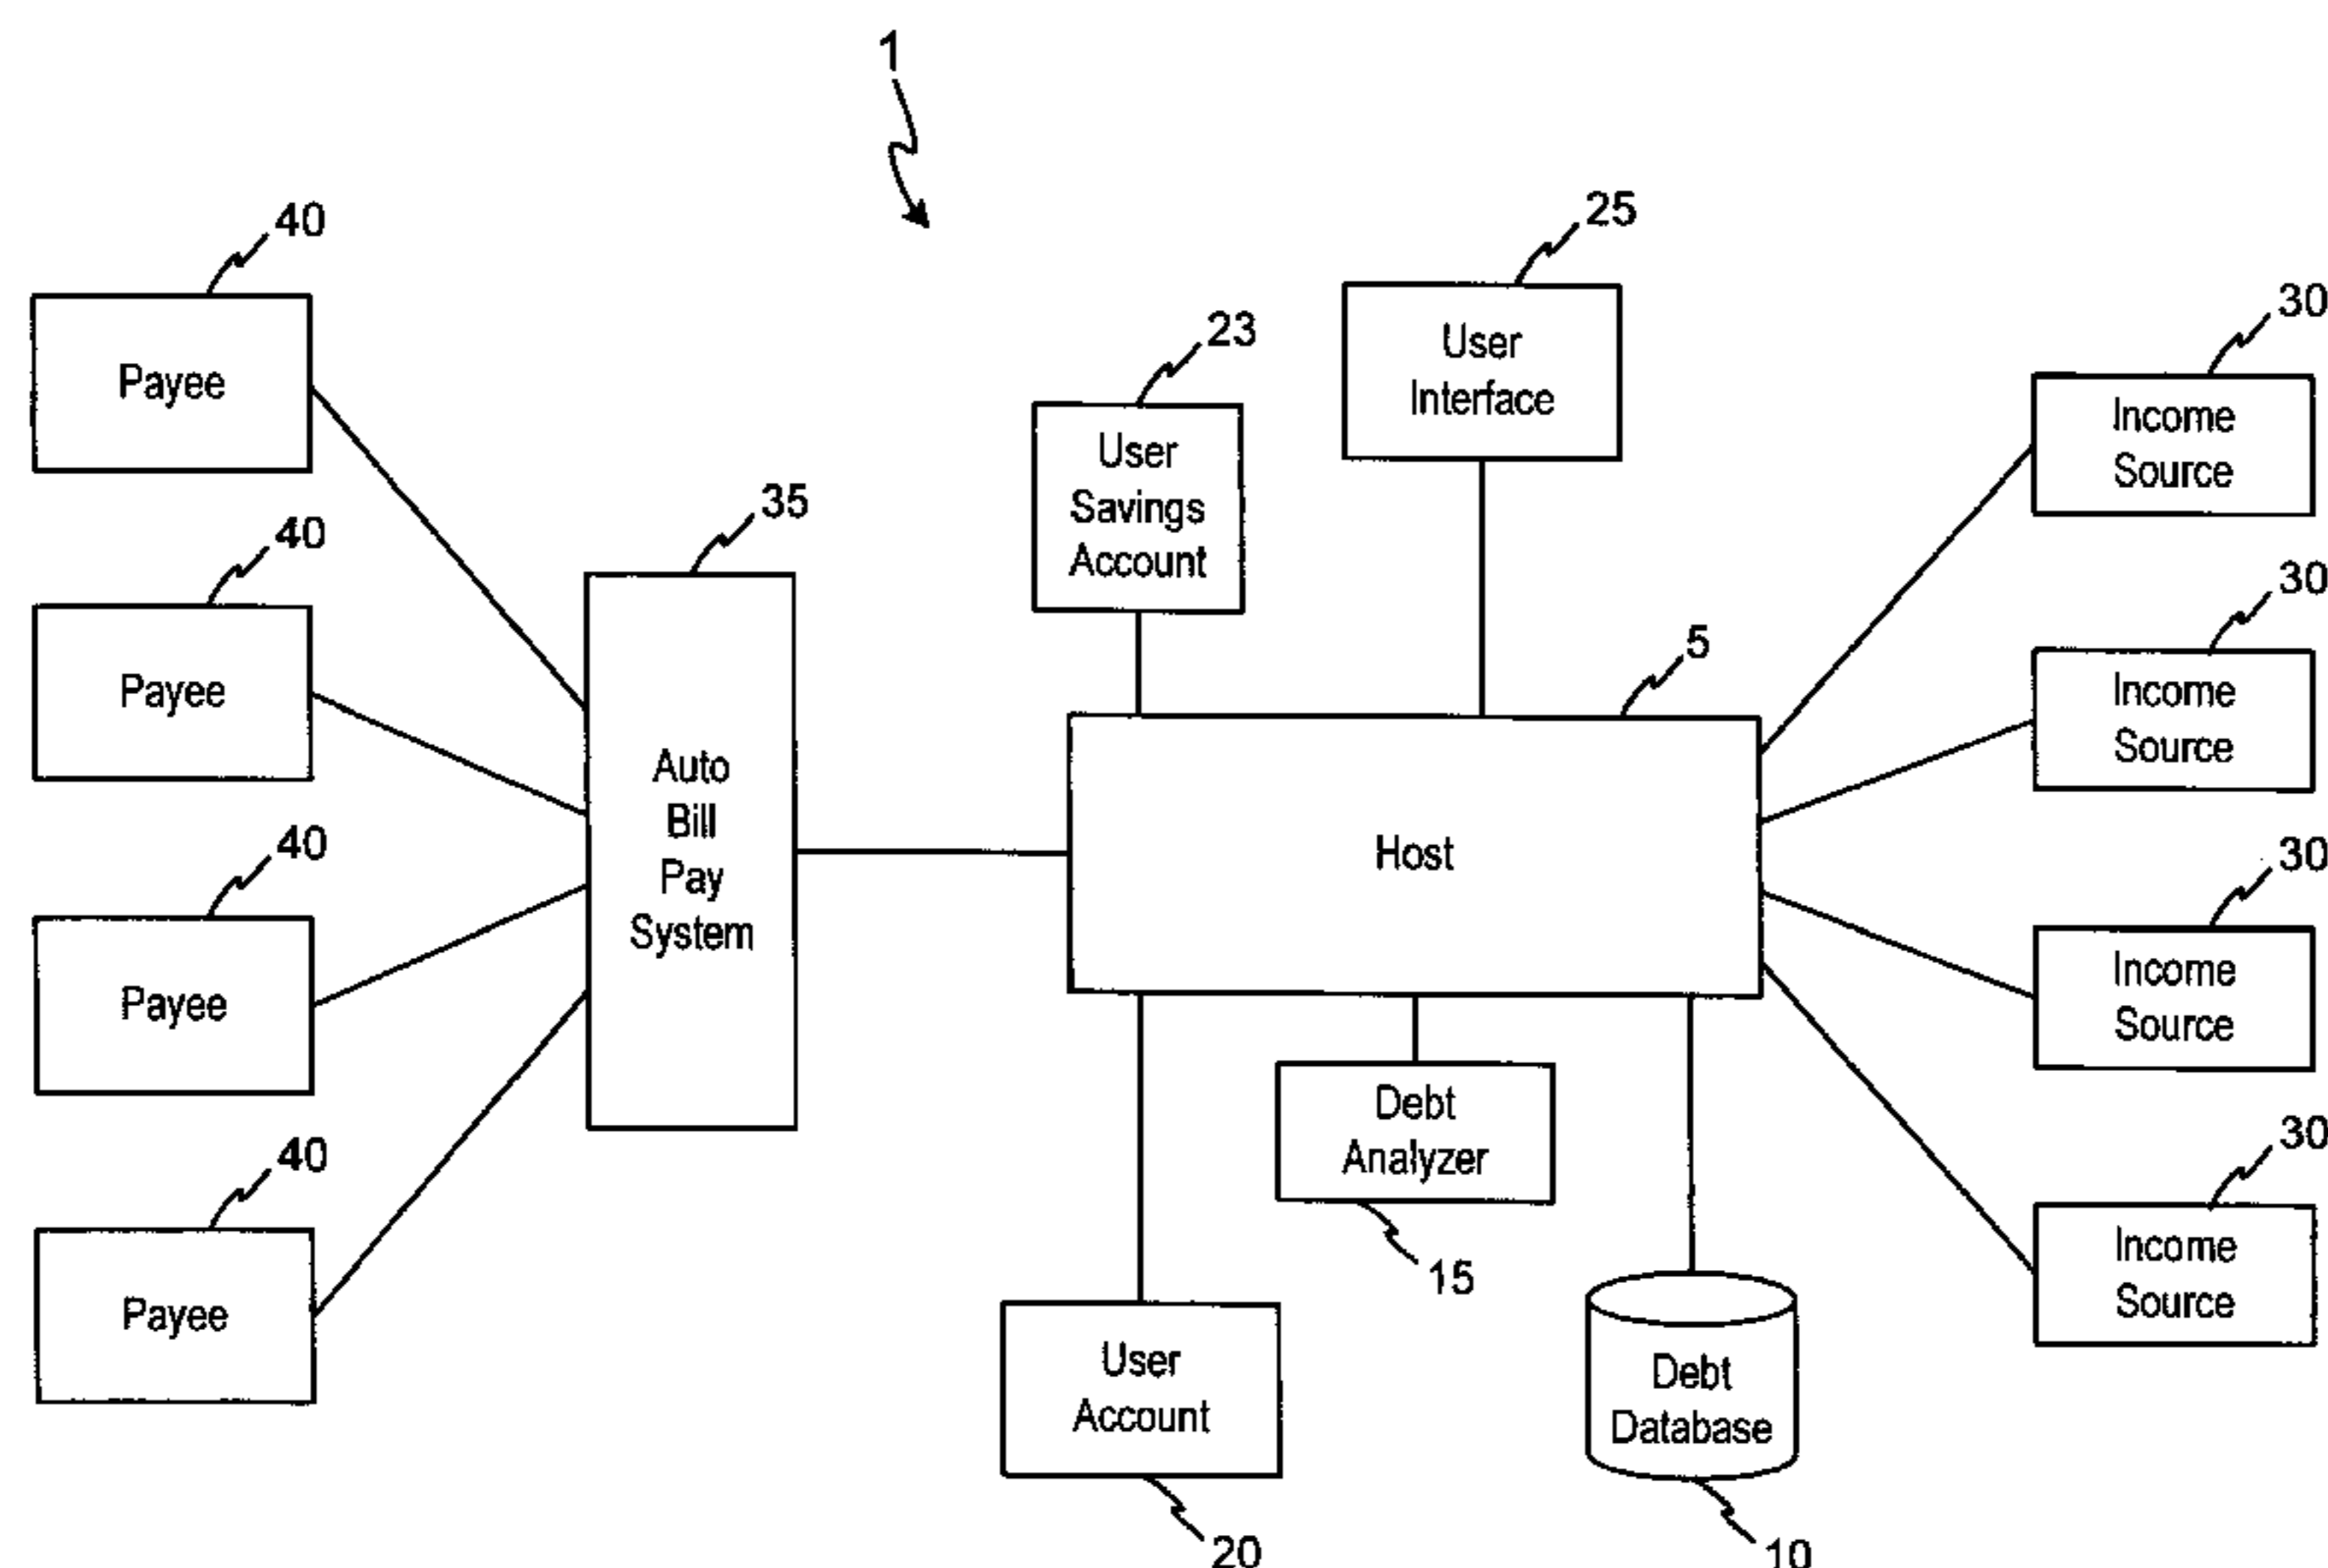 1
40
Payee
40
Payee
40
Payee
40
Payee
35
Auto
Bill
Pay
System
23
User
Savings
Account
25
User
Interface
5
Host
Debt
Analyzer
15
User
Account
20
Debt
Database
10
30
Income
Source
30
Income
Source
30
Income
Source
30
Income
Source